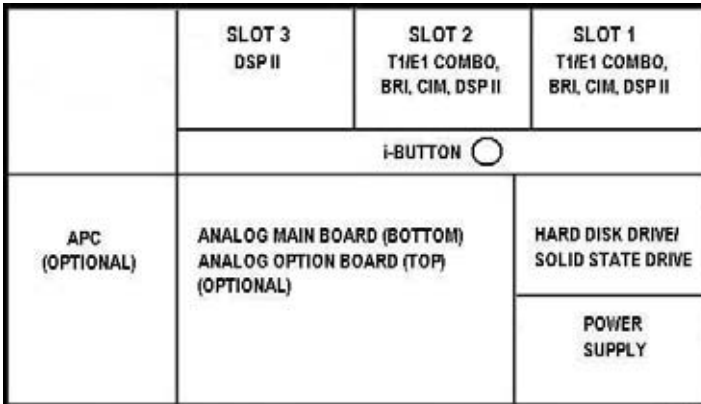 SLOT 3
DSP II
SLOT 2
T1/E1 COMBO,
BRI, CIM, DSP II
SLOT 1
T1/E1 COMBO,
BRI, CIM, DSP II
i-BUTTON
APC
(OPTIONAL)
ANALOG MAIN BOARD (BOTTOM)
ANALOG OPTION BOARD (TOP)
(OPTIONAL)
HARD DISK DRIVE/
SOLID STATE DRIVE
POWER
SUPPLY